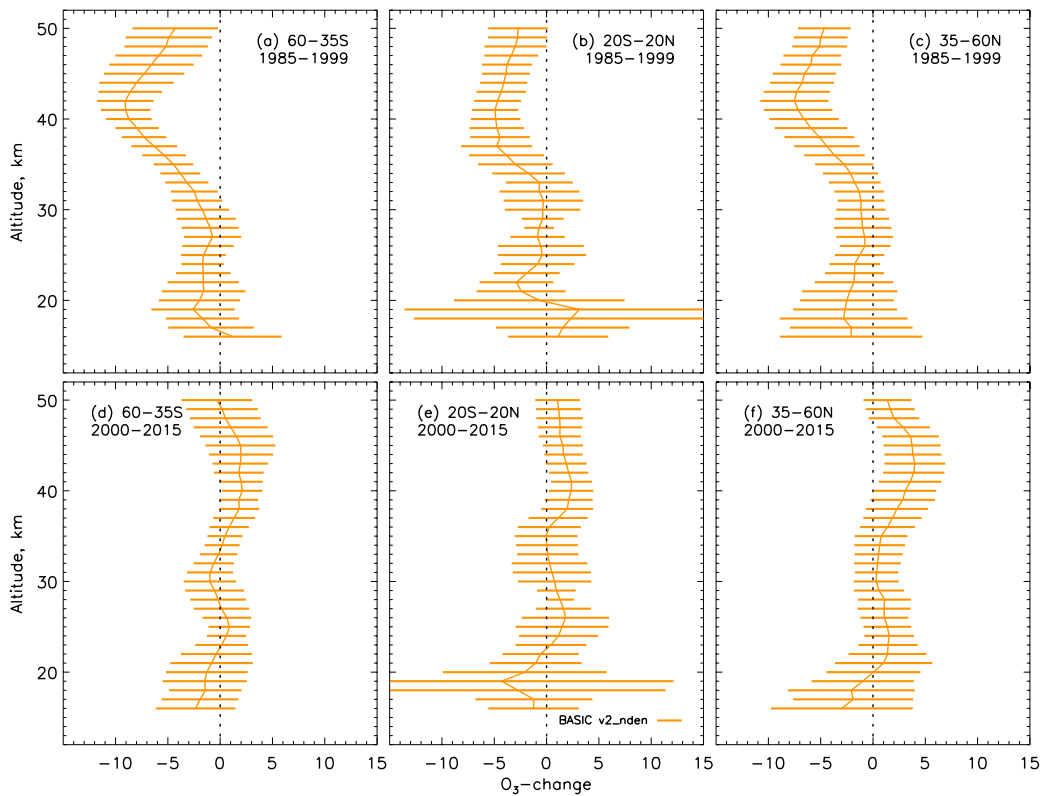 50
40
30
20
Altitude, km
(a) 60−35S
1985−1999
(b) 20S−20N
1985−1999
(c) 35−60N
1985−1999
50
40
30
20
Altitude, km
(d) 60−35S
2000−2015
(e) 20S−20N
2000−2015
(f) 35−60N
2000−2015
BASIC v2_nden
−10 −5 0 5 10 15 −10 −5 0 5 10 15 −10 −5 0 5 10 15
O₃−change